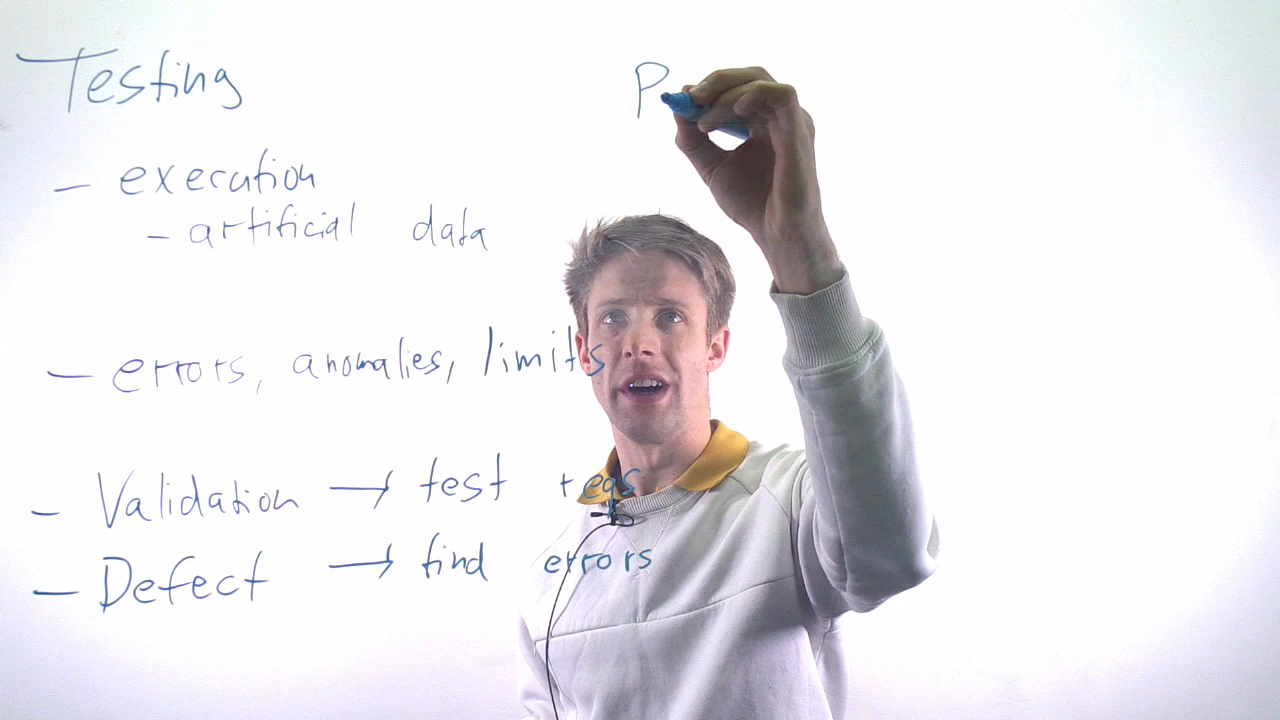 Testing
- execution
- artificial data
- errors, anomalies, limits
- Validation → test reqs
- Defect → find errors
P